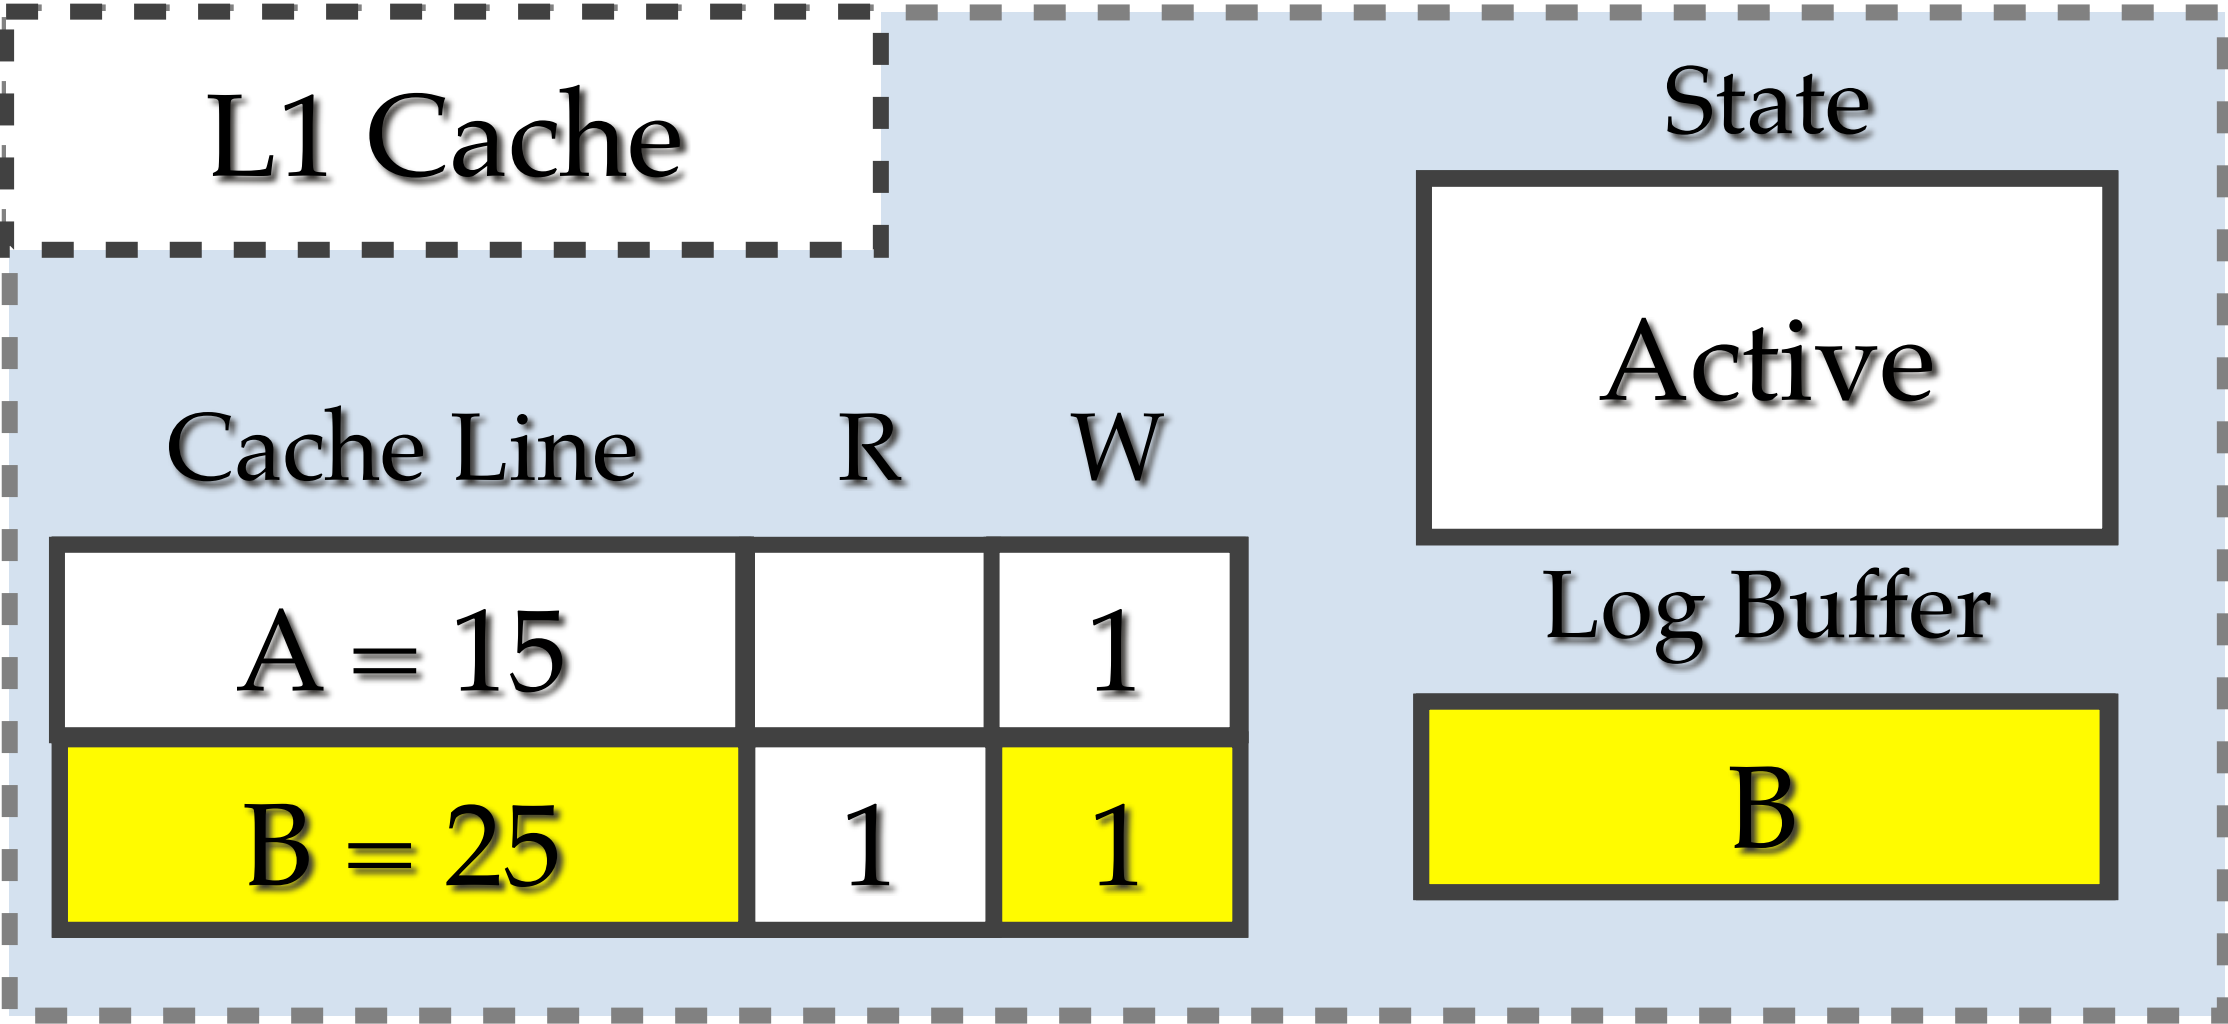 L1 Cache
State
Active
Cache Line R W
A = 15 1
B = 25 1 1
Log Buffer
B